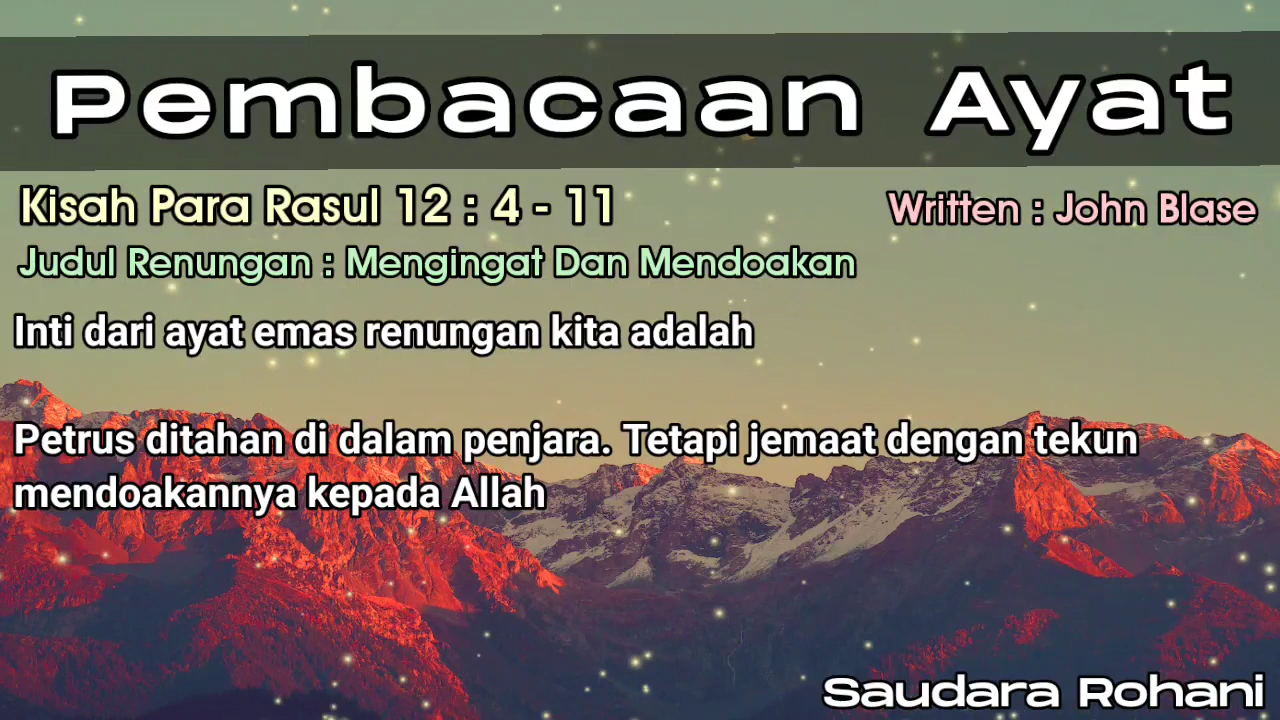 Pembacaan Ayat
Kisah Para Rasul 12 : 4 - 11
Written : John Blase
Judul Renungan : Mengingat Dan Mendoakan
Inti dari ayat emas renungan kita adalah
Petrus ditahan di dalam penjara. Tetapi jemaat dengan tekun
mendoakannya kepada Allah
Saudara Rohani